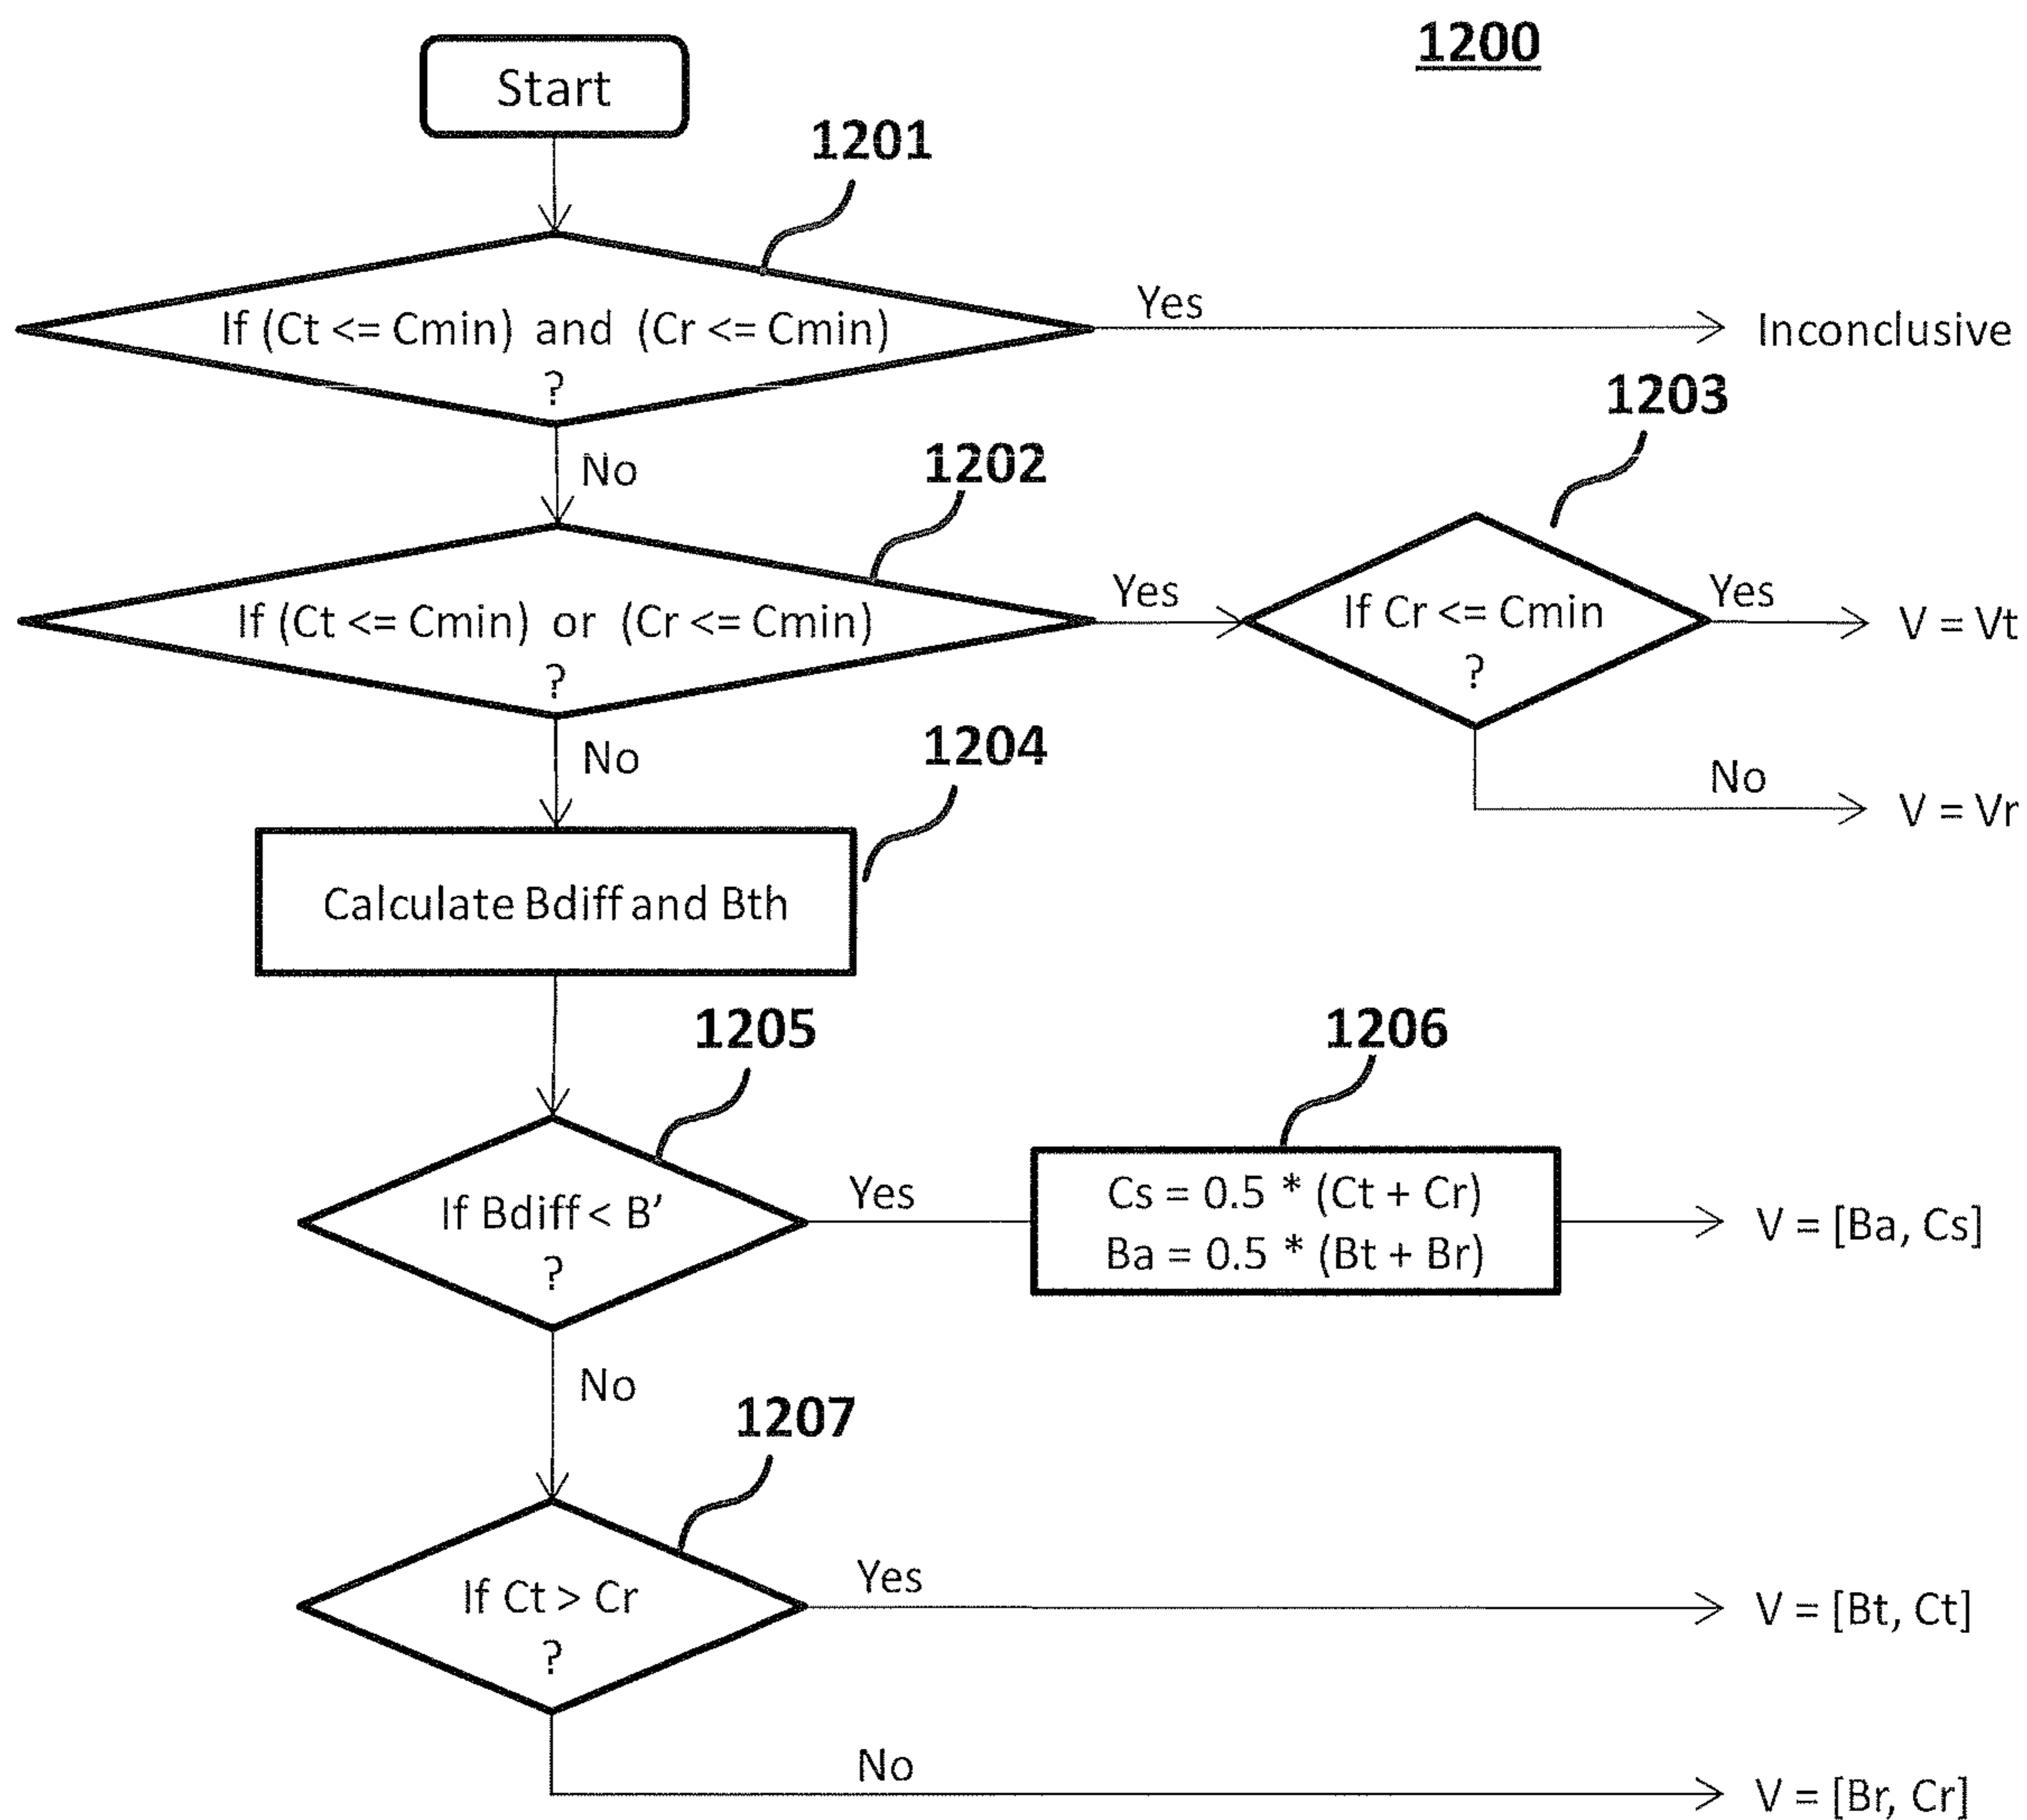 1200
Start
1201
If (Ct <= Cmin) and (Cr <= Cmin)
?
Yes
Inconclusive
No
1202
1203
If (Ct <= Cmin) or (Cr <= Cmin)
?
Yes
If Cr <= Cmin
?
Yes
V = Vt
No
V = Vr
No
1204
Calculate Bdiff and Bth
1205
If Bdiff < B’
?
Yes
1206
Cs = 0.5 * (Ct + Cr)
Ba = 0.5 * (Bt + Br)
V = [Ba, Cs]
No
1207
If Ct > Cr
?
Yes
V = [Bt, Ct]
No
V = [Br, Cr]